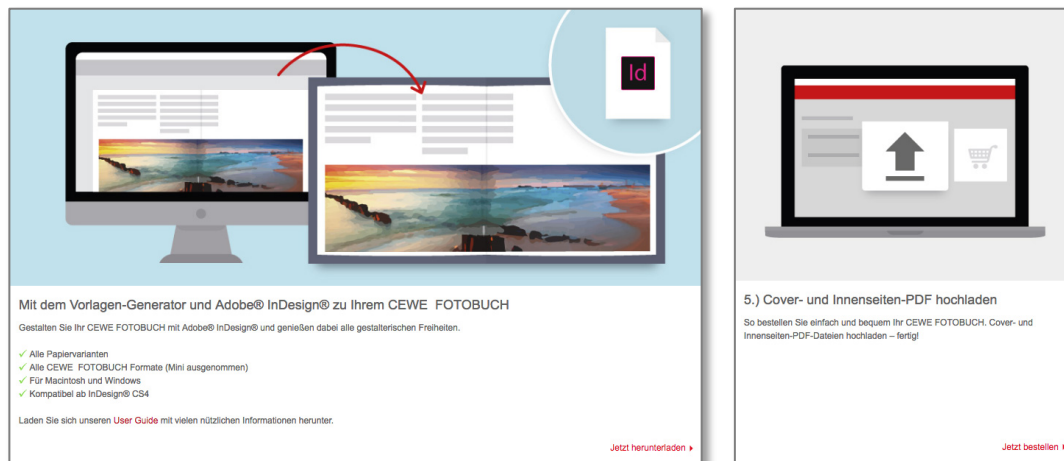 Id
Mit dem Vorlagen-Generator und Adobe® InDesign® zu Ihrem CEWE FOTOBUCH
Gestalten Sie Ihr CEWE FOTOBUCH mit Adobe® InDesign® und genießen dabei alle gestalterischen Freiheiten.
✓ Alle Papiervarianten
✓ Alle CEWE FOTOBUCH Formate (Mini ausgenommen)
✓ Für Macintosh und Windows
✓ Kompatibel ab InDesign® CS4
Laden Sie sich unseren User Guide mit vielen nützlichen Informationen herunter.
Jetzt herunterladen
5.) Cover- und Innenseiten-PDF hochladen
So bestellen Sie einfach und bequem Ihr CEWE FOTOBUCH. Cover- und
Innenseiten-PDF-Dateien hochladen – fertig!
Jetzt bestellen